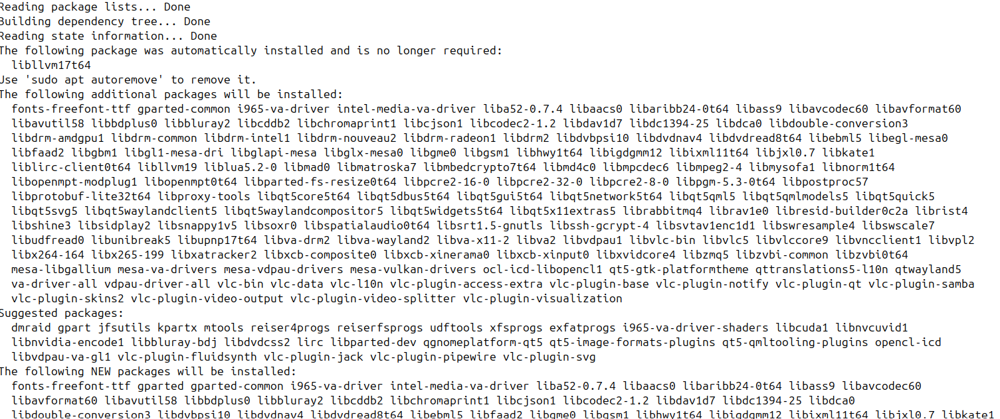 Reading package lists... Done
Building dependency tree... Done
Reading state information... Done
The following package was automatically installed and is no longer required:
  libllvm17t64
Use 'sudo apt autoremove' to remove it.
The following additional packages will be installed:
  fonts-freefont-ttf gparted-common i965-va-driver intel-media-va-driver liba52-0.7.4 libaacs0 libaribb24-0t64 libass9 libavcodec60 libavformat60
  libavutil58 libbdplus0 libbluray2 libcddb2 libchromaprint1 libcjson1 libcodec2-1.2 libdav1d7 libdc1394-25 libdca0 libdouble-conversion3
  libdrm-amdgpu1 libdrm-common libdrm-intel1 libdrm-nouveau2 libdrm-radeon1 libdrm2 libdvbpsi10 libdvdnav4 libdvdread8t64 libebml5 libegl-mesa0
  libfaad2 libgbm1 libgl1-mesa-dri libglapi-mesa libglx-mesa0 libgme0 libgsm1 libhwy1t64 libigdgmm12 libixml11t64 libjxl0.7 libkate1
  liblirc-client0t64 libllvm19 liblua5.2-0 libmad0 libmatroska7 libmbedcrypto7t64 libmd4c0 libmpcdec6 libmpeg2-4 libmysofa1 libnorm1t64
  libopenmpt-modplug1 libopenmpt0t64 libparted-fs-resize0t64 libpcre2-16-0 libpcre2-32-0 libpcre2-8-0 libpgm-5.3-0t64 libpostproc57
  libprotobuf-lite32t64 libproxy-tools libqt5core5t64 libqt5dbus5t64 libqt5gui5t64 libqt5network5t64 libqt5qml5 libqt5qmlmodels5 libqt5quick5
  libqt5svg5 libqt5waylandclient5 libqt5waylandcompositor5 libqt5widgets5t64 libqt5x11extras5 librabbitmq4 librav1e0 libresid-builder0c2a librist4
  libshine3 libsidplay2 libsnappy1v5 libsoxr0 libspatialaudio0t64 libsrt1.5-gnutls libssh-gcrypt-4 libsvtav1enc1d1 libswresample4 libswscale7
  libudfread0 libunibreak5 libupnp17t64 libva-drm2 libva-wayland2 libva-x11-2 libva2 libvdpau1 libvlc-bin libvlc5 libvlccore9 libvncclient1 libvpl2
  libx264-164 libx265-199 libxatracker2 libxcb-composite0 libxcb-xinerama0 libxcb-xinput0 libxvidcore4 libzmq5 libzvbi-common libzvbi0t64
  mesa-libgallium mesa-va-drivers mesa-vdpau-drivers mesa-vulkan-drivers ocl-icd-libopencl1 qt5-gtk-platformtheme qttranslations5-l10n qtwayland5
  va-driver-all vdpau-driver-all vlc-bin vlc-data vlc-l10n vlc-plugin-access-extra vlc-plugin-base vlc-plugin-notify vlc-plugin-qt vlc-plugin-samba
  vlc-plugin-skins2 vlc-plugin-video-output vlc-plugin-video-splitter vlc-plugin-visualization
Suggested packages:
  dmraid gpart jfsutils kpartx mtools reiser4progs reiserfsprogs udftools xfsprogs exfatprogs i965-va-driver-shaders libcuda1 libnvcuvid1
  libnvidia-encode1 libbluray-bdj libdvdcss2 lirc libparted-dev qgnomeplatform-qt5 qt5-image-formats-plugins qt5-qmltooling-plugins opencl-icd
  libvdpau-va-gl1 vlc-plugin-fluidsynth vlc-plugin-jack vlc-plugin-pipewire vlc-plugin-svg
The following NEW packages will be installed:
  fonts-freefont-ttf gparted gparted-common i965-va-driver intel-media-va-driver liba52-0.7.4 libaacs0 libaribb24-0t64 libass9 libavcodec60
  libavformat60 libavutil58 libbdplus0 libbluray2 libcddb2 libchromaprint1 libcjson1 libcodec2-1.2 libdav1d7 libdc1394-25 libdca0
  libdouble-conversion3 libdvbpsi10 libdvdnav4 libdvdread8t64 libebml5 libfaad2 libgme0 libgsm1 libhwy1t64 libigdgmm12 libixml11t64 libjxl0.7 libkate1